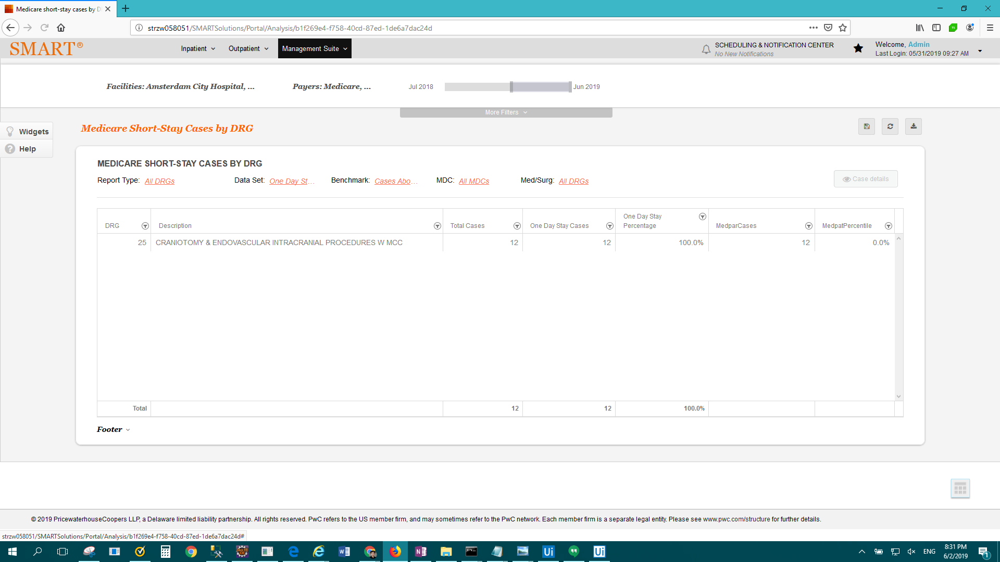 Medicare short-stay cases by D
strzw058051/SMARTSolutions/Portal/Analysis/b1f269e4-f758-40cd-87ed-1de6a7dac24d
SMART®
Inpatient
Outpatient
Management Suite
SCHEDULING & NOTIFICATION CENTER
No New Notifications
Welcome, Admin
Last Login: 05/31/2019 09:27 AM
Facilities: Amsterdam City Hospital, ...
Payers: Medicare, ...
Jul 2018
Jun 2019
More Filters
Widgets
Help
Medicare Short-Stay Cases by DRG
MEDICARE SHORT-STAY CASES BY DRG
Report Type: All DRGs
Data Set: One Day St...
Benchmark: Cases Abo...
MDC: All MDCs
Med/Surg: All DRGs
Case details
DRG
Description
Total Cases
One Day Stay Cases
One Day Stay
Percentage
MedparCases
MedpatPercentile
25 CRANIOTOMY & ENDOVASCULAR INTRACRANIAL PROCEDURES W MCC 12 12 100.0% 12 0.0%
Total 12 12 100.0%
Footer
© 2019 PricewaterhouseCoopers LLP, a Delaware limited liability partnership. All rights reserved. PwC refers to the US member firm, and may sometimes refer to the PwC network. Each member firm is a separate legal entity. Please see www.pwc.com/structure for further details.
strzw058051/SMARTSolutions/Portal/Analysis/b1f269e4-f758-40cd-87ed-1de6a7dac24d#
ENG
8:31 PM
6/2/2019
1